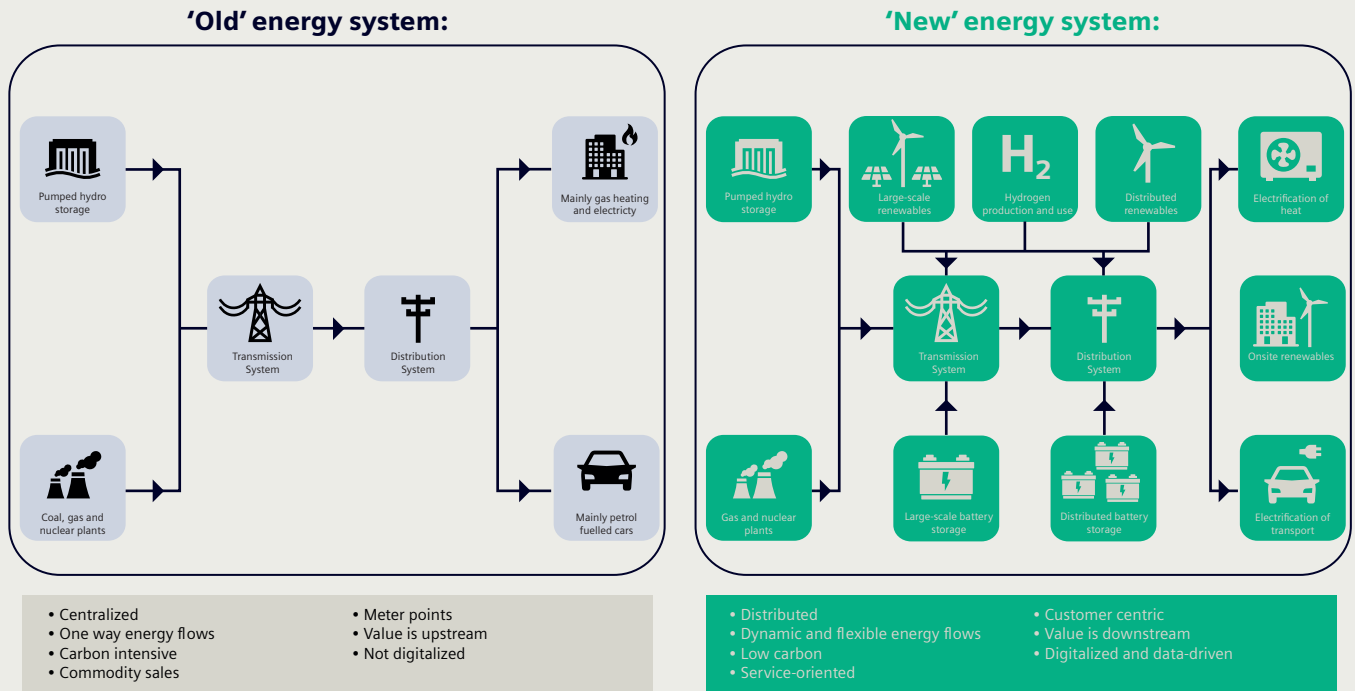 ‘Old’ energy system:
Pumped hydro
storage
Mainly gas heating
and electricty
Transmission
System
Distribution
System
Coal, gas and
nuclear plants
Mainly petrol
fuelled cars
• Centralized
• One way energy flows
• Carbon intensive
• Commodity sales
• Meter points
• Value is upstream
• Not digitalized
‘New’ energy system:
Pumped hydro
storage
Large-scale
renewables
H2
Hydrogen
production and use
Distributed
renewables
Electrification of
heat
Transmission
System
Distribution
System
Onsite renewables
Gas and nuclear
plants
Large-scale battery
storage
Distributed battery
storage
Electrification of
transport
• Distributed
• Dynamic and flexible energy flows
• Low carbon
• Service-oriented
• Customer centric
• Value is downstream
• Digitalized and data-driven